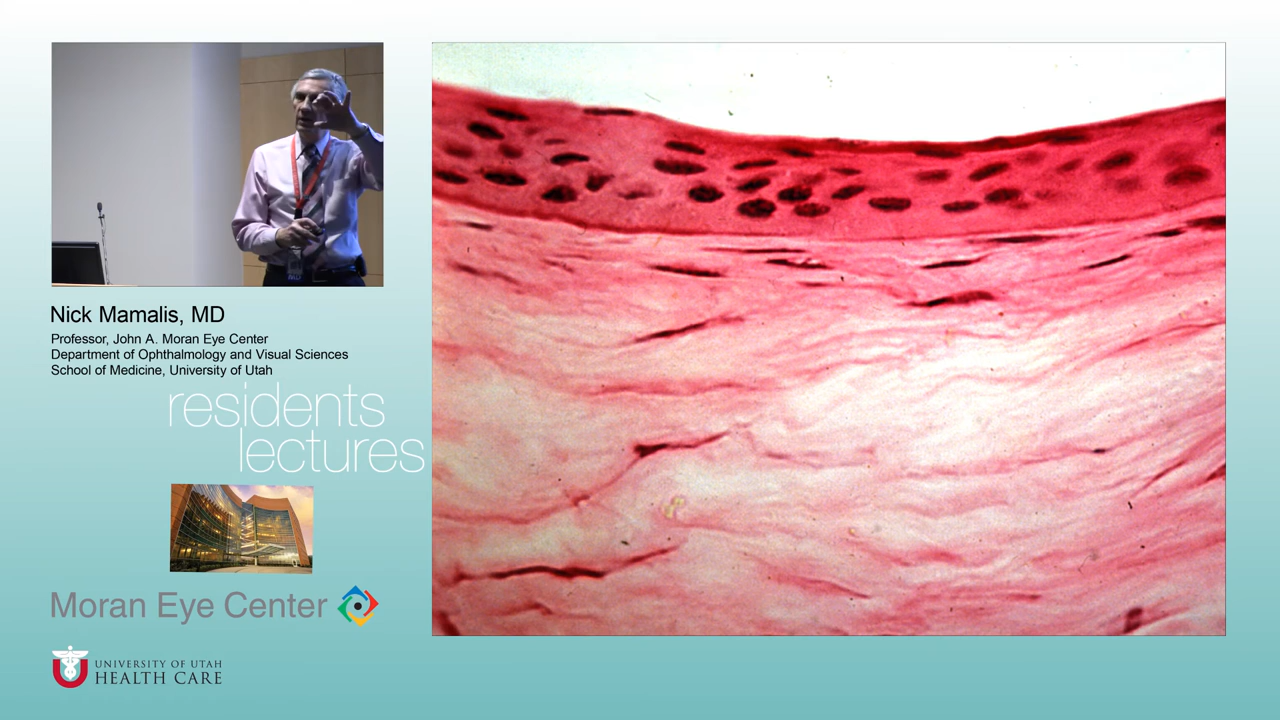 Nick Mamalis, MD
Professor, John A. Moran Eye Center
Department of Ophthalmology and Visual Sciences
School of Medicine, University of Utah
residents
lectures
Moran Eye Center
UNIVERSITY OF UTAH
HEALTH CARE